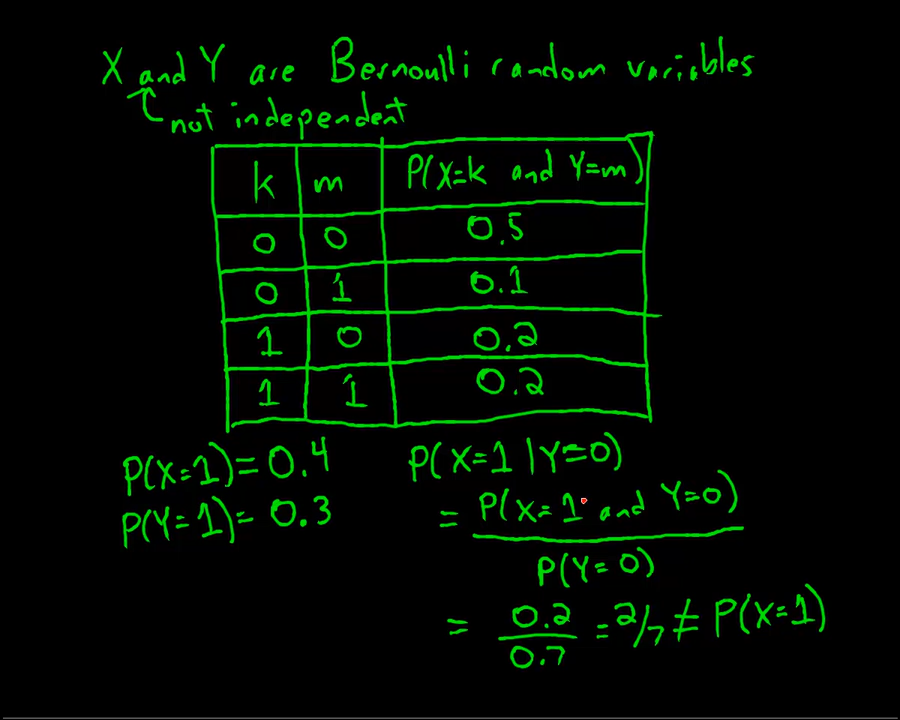 X and Y are Bernoulli random variables
not independent
k m P(X=k and Y=m)
0 0 0.5
0 1 0.1
1 0 0.2
1 1 0.2
P(X=1)=0.4
P(Y=1)=0.3
P(X=1|Y=0)
= P(X=1 and Y=0)
P(Y=0)
= 0.2 = 2/7 ≠ P(X=1)
0.7